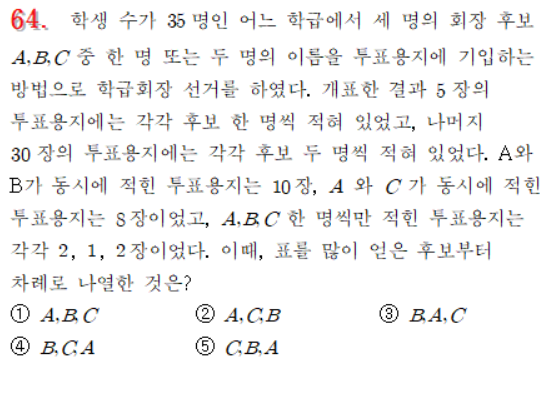 64. 학생 수가 35명인 어느 학급에서 세 명의 회장 후보
A,B,C 중 한 명 또는 두 명의 이름을 투표용지에 기입하는
방법으로 학급회장 선거를 하였다. 개표한 결과 5장의
투표용지에는 각각 후보 한 명씩 적혀 있었고, 나머지
30장의 투표용지에는 각각 후보 두 명씩 적혀 있었다. A와
B가 동시에 적힌 투표용지는 10장, A와 C가 동시에 적힌
투표용지는 8장이었고, A,B,C 한 명씩만 적힌 투표용지는
각각 2, 1, 2장이었다. 이때, 표를 많이 얻은 후보부터
차례로 나열한 것은?
① A,B,C ② A,C,B ③ B,A,C
④ B,C,A ⑤ C,B,A